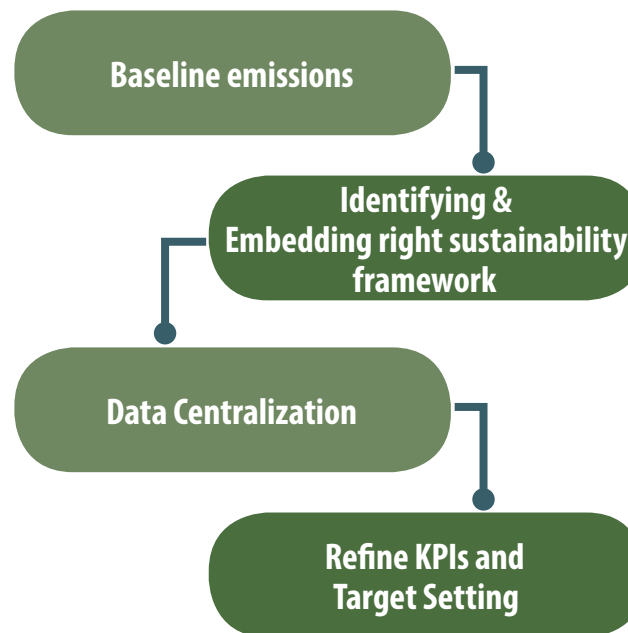 Baseline emissions
Identifying &
Embedding right sustainability
framework
Data Centralization
Refine KPIs and
Target Setting